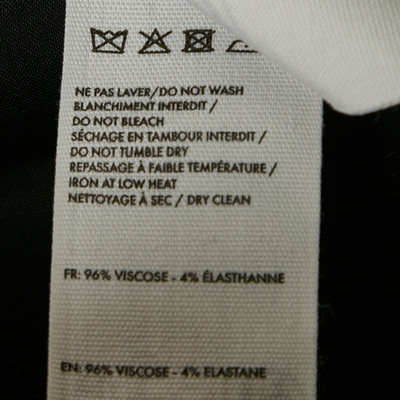 NE PAS LAVER/DO NOT WASH
BLANCHIMENT INTERDIT /
DO NOT BLEACH
SÉCHAGE EN TAMBOUR INTERDIT /
DO NOT TUMBLE DRY
REPASSAGE À FAIBLE TEMPÉRATURE /
IRON AT LOW HEAT
NETTOYAGE À SEC / DRY CLEAN
FR: 96% VISCOSE - 4% ÉLASTHANNE
EN: 96% VISCOSE - 4% ELASTANE